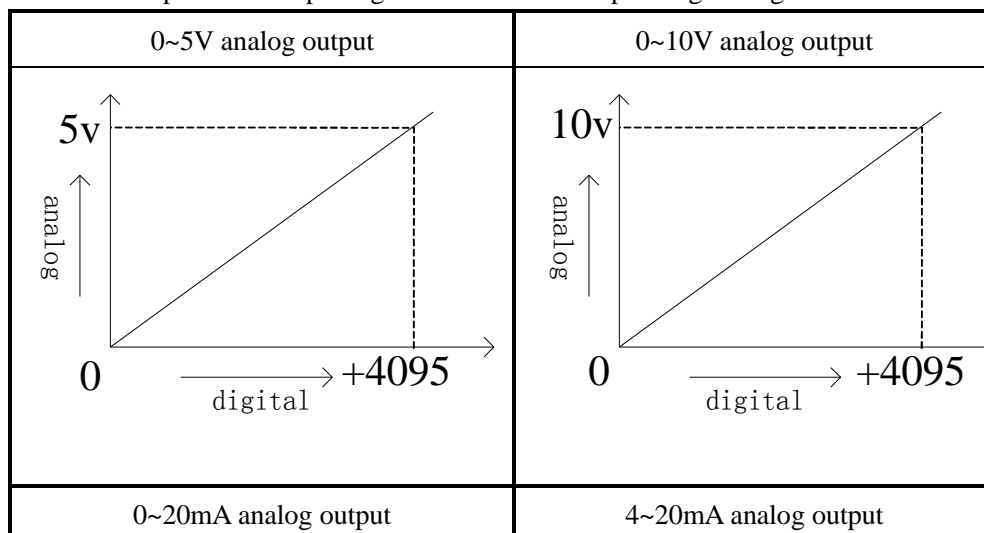 0~5V analog output
0~10V analog output
5v
analog
0
+4095
digital
10v
analog
0
+4095
digital
0~20mA analog output
4~20mA analog output